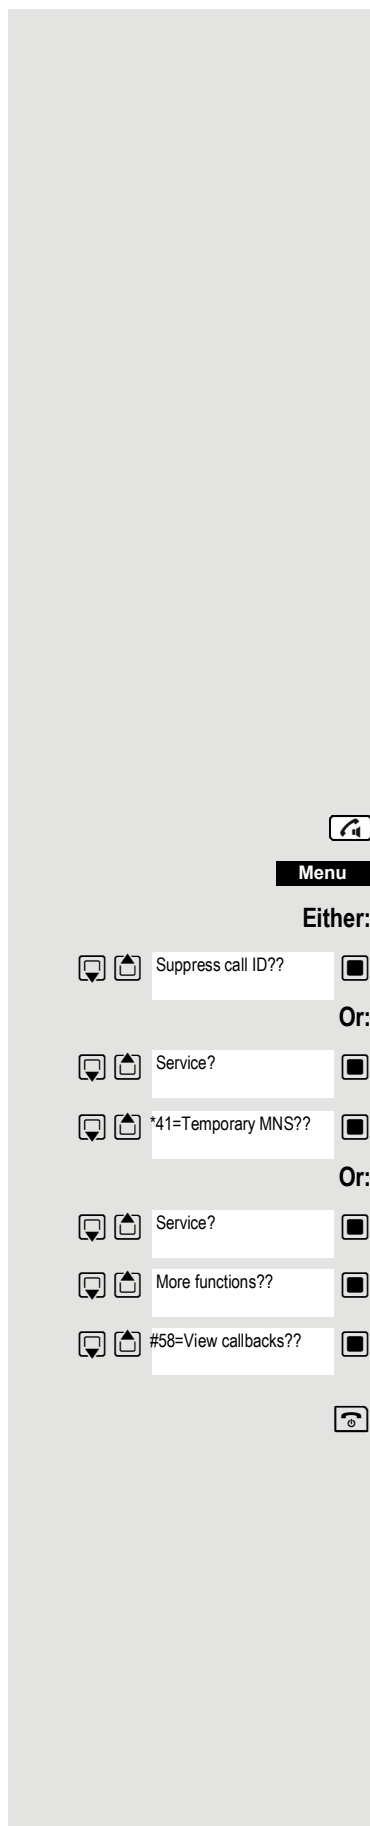 Menu
Either:
Suppress call ID??
Or:
Service?
*41=Temporary MNS??
Or:
Service?
More functions??
#58=View callbacks??